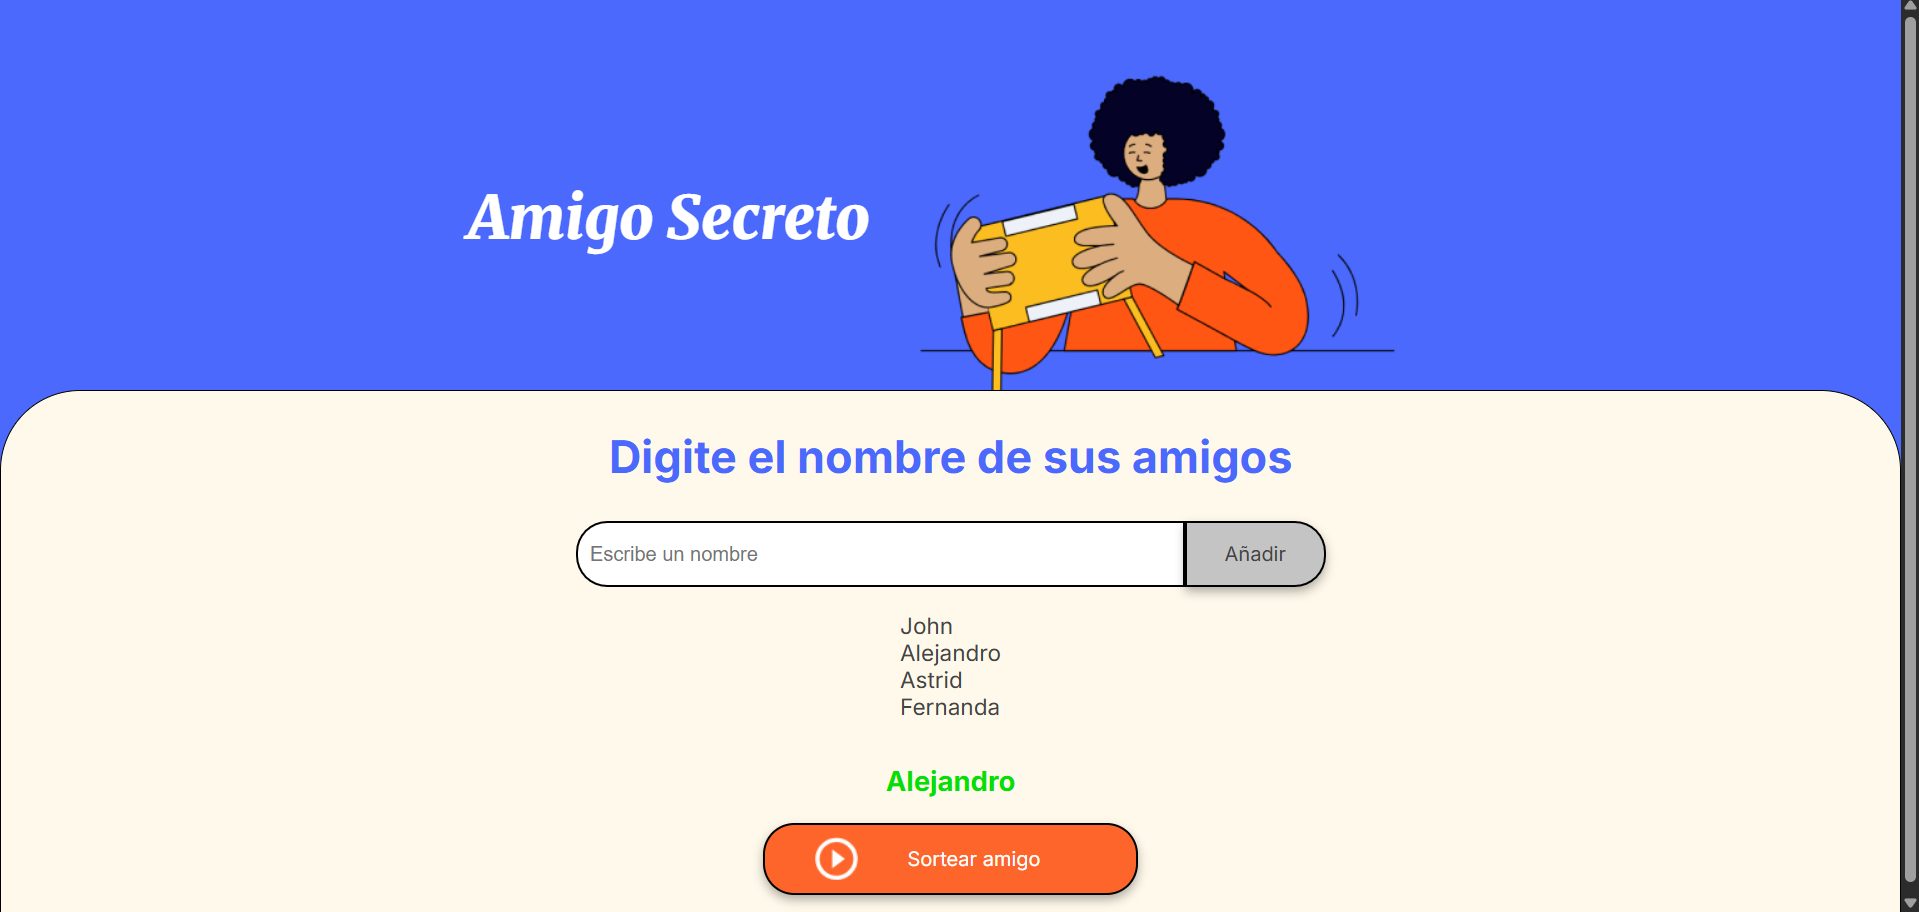 Amigo Secreto
Digite el nombre de sus amigos
Escribe un nombre
Añadir
John
Alejandro
Astrid
Fernanda
Alejandro
Sortear amigo